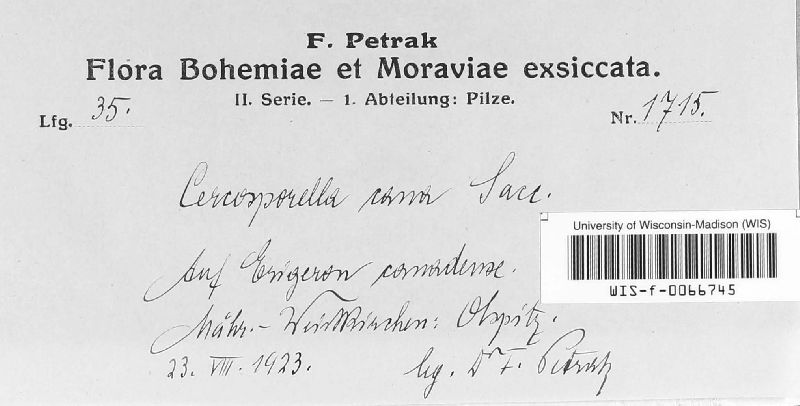 F. Petrak
Flora Bohemiae et Moraviae exsiccata.
II. Serie. — 1. Abteilung: Pilze.
Lfg. 35. Nr. 1715.
Cercosporella cana Sacc.
University of Wisconsin-Madison (WIS)
WIS-f-0066745
Auf Erigeron canadense.
Mähr.-Weisskirchen: Ohspitz.
23. VIII. 1923. leg. Dr F. Petrak